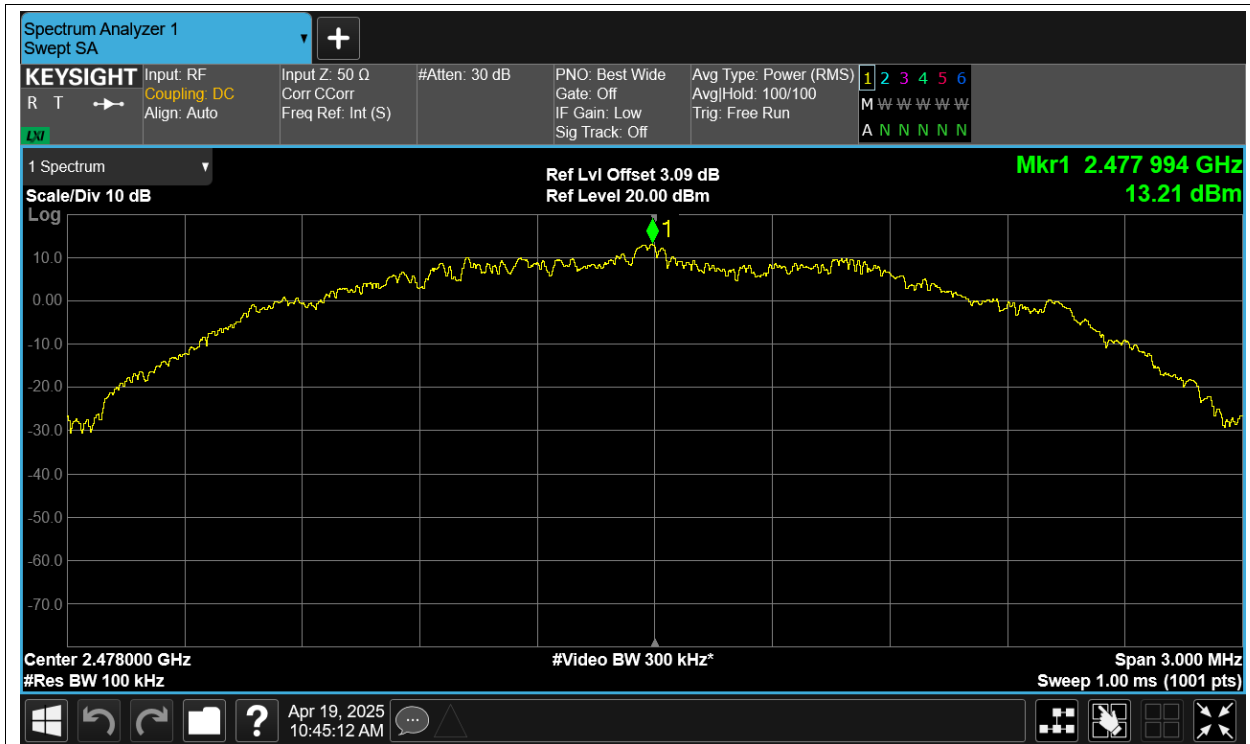 Spectrum Analyzer 1
Swept SA
KEYSIGHT
R T
LXI
Input: RF
Coupling: DC
Align: Auto
Input Z: 50 Ω
Corr CCorr
Freq Ref: Int (S)
#Atten: 30 dB
PNO: Best Wide
Gate: Off
IF Gain: Low
Sig Track: Off
Avg Type: Power (RMS)
Avg|Hold: 100/100
Trig: Free Run
1 2 3 4 5 6
M W W W W W
A N N N N N
1 Spectrum
Scale/Div 10 dB
Ref Lvl Offset 3.09 dB
Ref Level 20.00 dBm
Mkr1 2.477 994 GHz
13.21 dBm
Log
1
10.0
0.00
-10.0
-20.0
-30.0
-40.0
-50.0
-60.0
-70.0
Center 2.478000 GHz
#Video BW 300 kHz*
Span 3.000 MHz
#Res BW 100 kHz
Sweep 1.00 ms (1001 pts)
?
Apr 19, 2025
10:45:12 AM